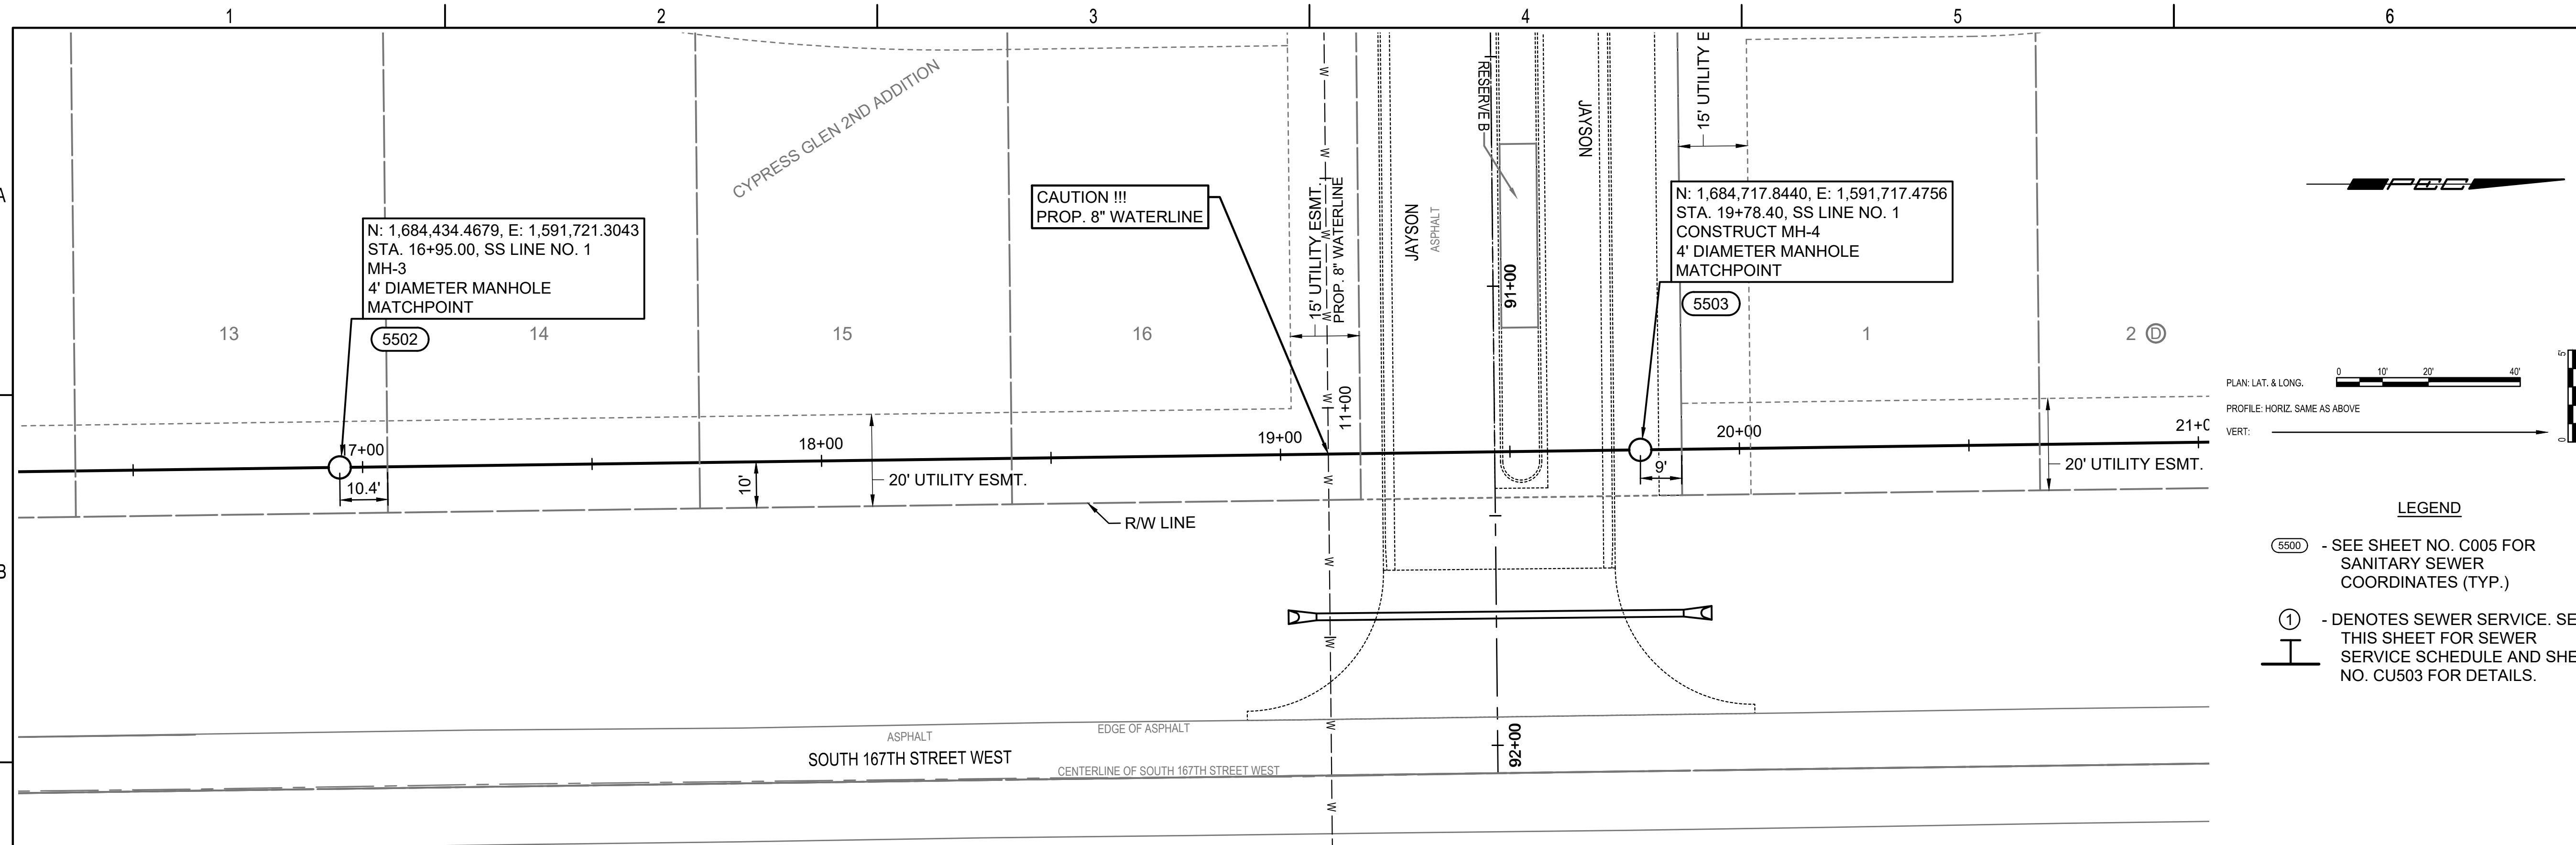 1
2
3
4
5
6
A
B
CYPRESS GLEN 2ND ADDITION
N: 1,684,434.4679, E: 1,591,721.3043
STA. 16+95.00, SS LINE NO. 1
MH-3
4' DIAMETER MANHOLE
MATCHPOINT
5502
13
14
15
16
CAUTION !!!
PROP. 8" WATERLINE
15' UTILITY ESMT.
PROP. 8" WATERLINE
W
W
W
W
W
W
W
W
W
W
JAYSON
ASPHALT
RESERVE B
91+00
JAYSON
15' UTILITY E
N: 1,684,717.8440, E: 1,591,717.4756
STA. 19+78.40, SS LINE NO. 1
CONSTRUCT MH-4
4' DIAMETER MANHOLE
MATCHPOINT
5503
1
2 D
17+00
18+00
19+00
11+00
20+00
21+0
10.4'
10'
20' UTILITY ESMT.
9'
20' UTILITY ESMT.
R/W LINE
EDGE OF ASPHALT
ASPHALT
SOUTH 167TH STREET WEST
CENTERLINE OF SOUTH 167TH STREET WEST
92+00
PEC
PLAN: LAT. & LONG.
0 10' 20' 40'
PROFILE: HORIZ. SAME AS ABOVE
VERT:
5'
0
LEGEND
5500 - SEE SHEET NO. C005 FOR
SANITARY SEWER
COORDINATES (TYP.)
1 - DENOTES SEWER SERVICE. SE
THIS SHEET FOR SEWER
SERVICE SCHEDULE AND SHE
NO. CU503 FOR DETAILS.